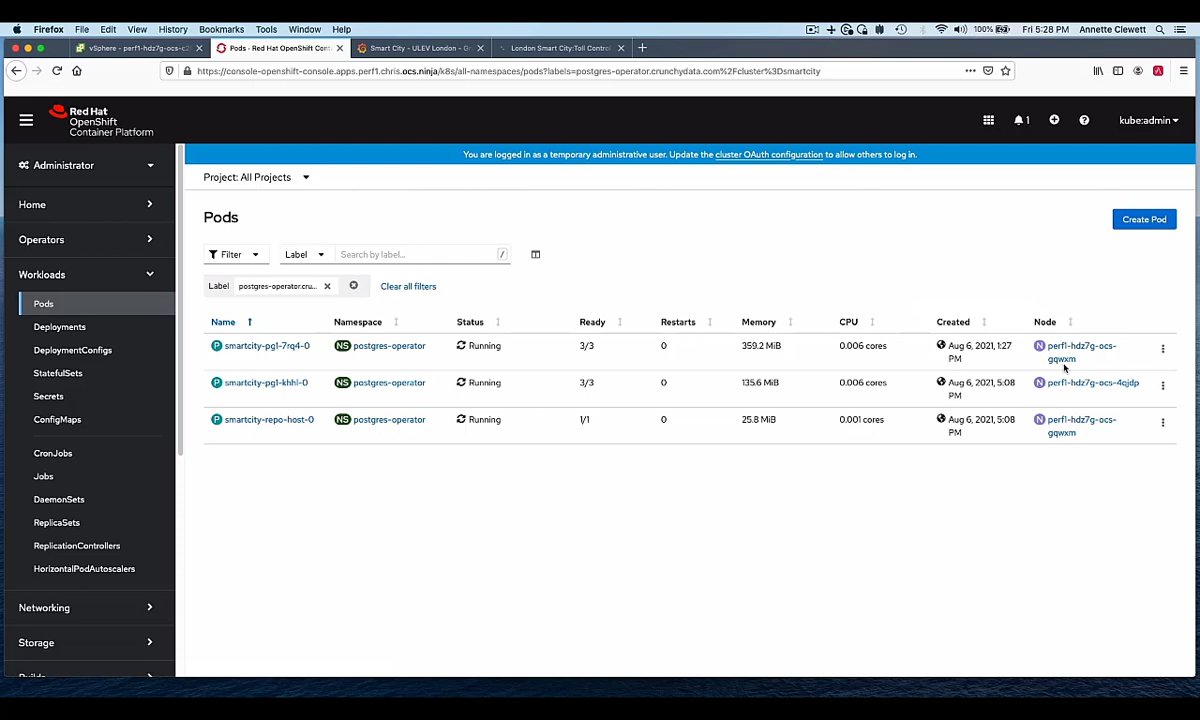 Firefox File Edit View History Bookmarks Tools Window Help 100% Fri 5:28 PM Annette Clewett
vSphere - perf1-hdz7g-ocs-c2 Pods - Red Hat OpenShift Cont Smart City - ULEV London - G London Smart City:Toll Control
https://console-openshift-console.apps.perf1.chris.ocs.ninja/k8s/all-namespaces/pods?labels=postgres-operator.crunchydata.com%2Fcluster%3Dsmartcity
Red Hat
OpenShift
Container Platform
1
kube:admin
You are logged in as a temporary administrative user. Update the cluster OAuth configuration to allow others to log in.
Administrator
Home
Operators
Workloads
Pods
Deployments
DeploymentConfigs
StatefulSets
Secrets
ConfigMaps
CronJobs
Jobs
DaemonSets
ReplicaSets
ReplicationControllers
HorizontalPodAutoscalers
Networking
Storage
Builds
Project: All Projects
Pods
Create Pod
Filter Label Search by label... /
Label postgres-operator.cru... Clear all filters
Name Namespace Status Ready Restarts Memory CPU Created Node
P smartcity-pg1-7rq4-0 NS postgres-operator Running 3/3 0 359.2 MiB 0.006 cores Aug 6, 2021, 1:27 N perf1-hdz7g-ocs-
PM gqwxm
P smartcity-pg1-khhl-0 NS postgres-operator Running 3/3 0 135.6 MiB 0.006 cores Aug 6, 2021, 5:08 N perf1-hdz7g-ocs-4qjdp
PM
P smartcity-repo-host-0 NS postgres-operator Running 1/1 0 25.8 MiB 0.001 cores Aug 6, 2021, 5:08 N perf1-hdz7g-ocs-
PM gqwxm